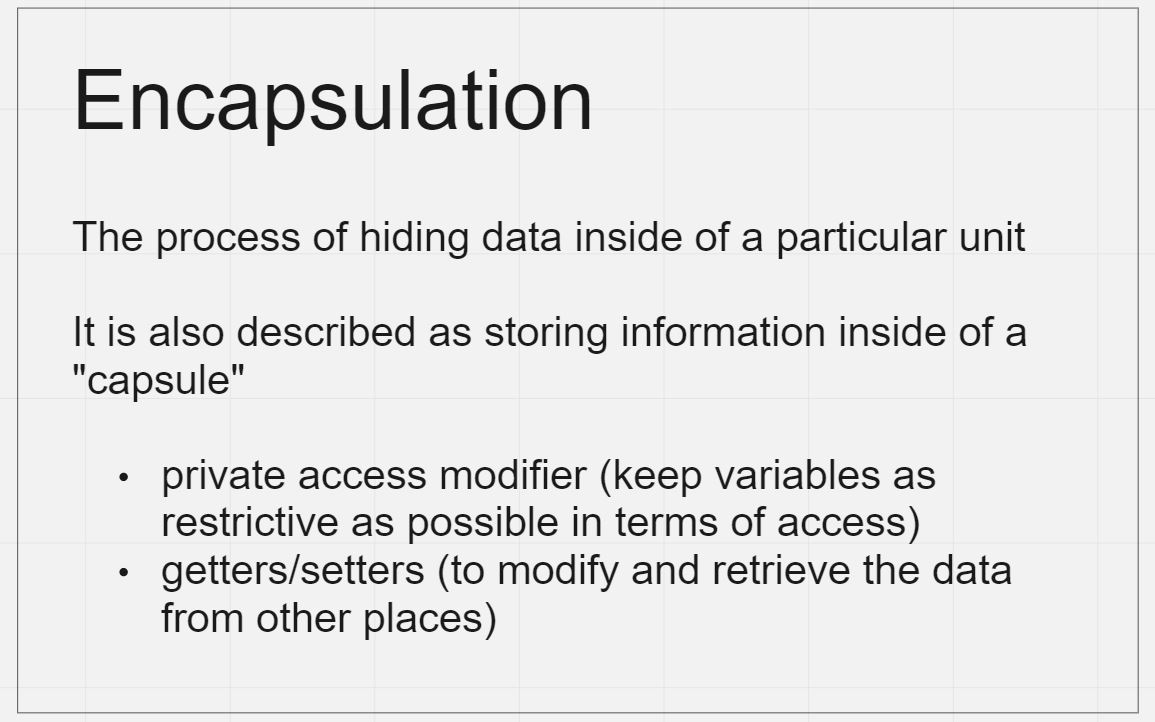 Encapsulation
The process of hiding data inside of a particular unit
It is also described as storing information inside of a
"capsule"
• private access modifier (keep variables as
restrictive as possible in terms of access)
• getters/setters (to modify and retrieve the data
from other places)